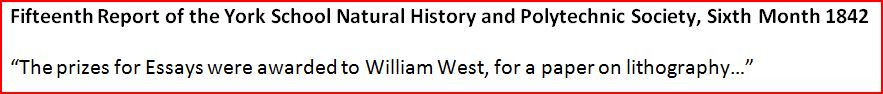 Fifteenth Report of the York School Natural History and Polytechnic Society, Sixth Month 1842
“The prizes for Essays were awarded to William West, for a paper on lithography…”